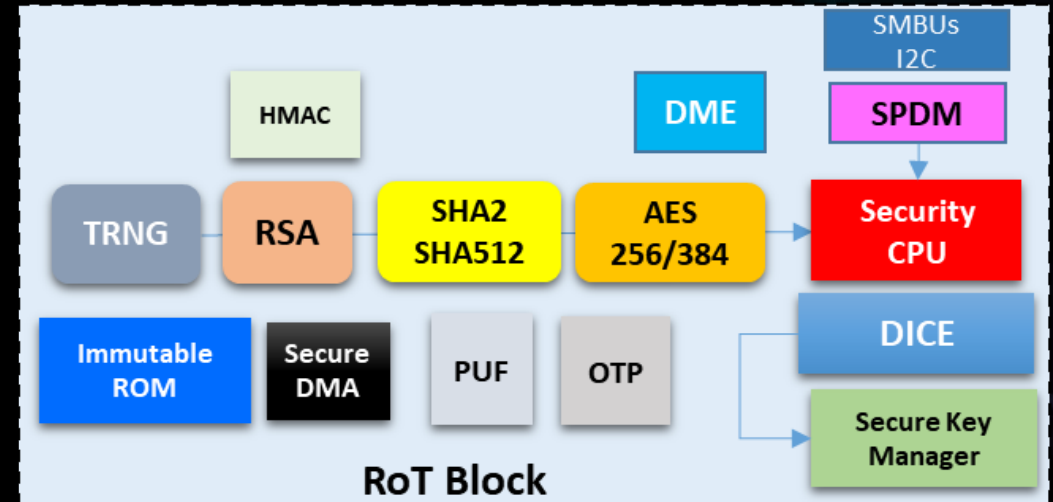 SMBUs
I2C
HMAC
DME
SPDM
TRNG
RSA
SHA2
SHA512
AES
256/384
Security
CPU
Immutable
ROM
Secure
DMA
PUF
OTP
DICE
Secure Key
Manager
RoT Block